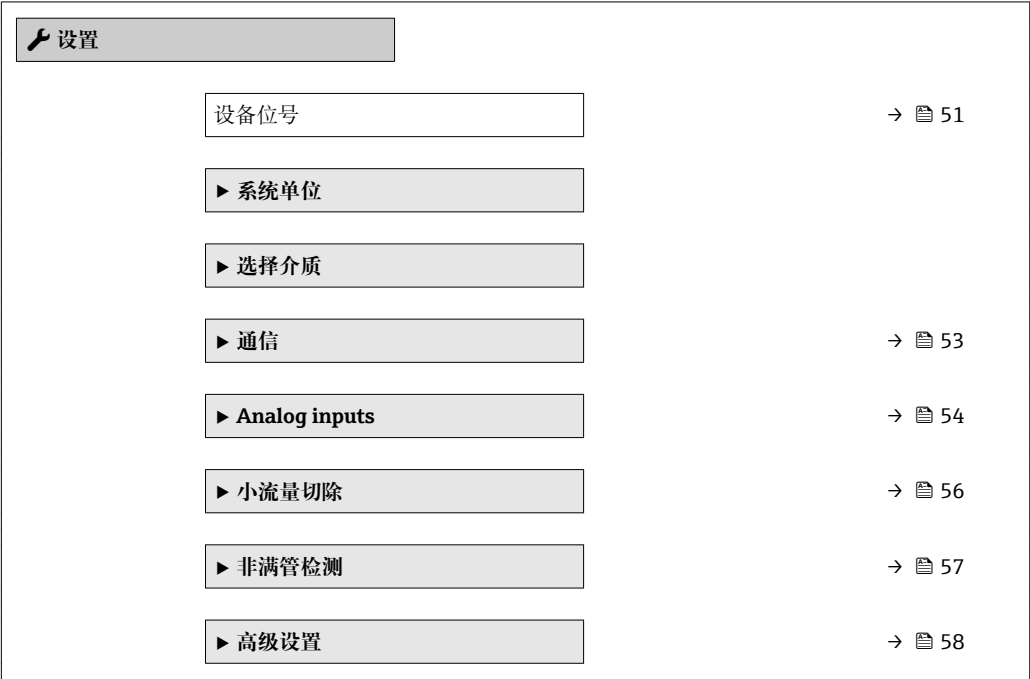 设置
设备位号 → 51
▶ 系统单位
▶ 选择介质
▶ 通信 → 53
▶ Analog inputs → 54
▶ 小流量切除 → 56
▶ 非满管检测 → 57
▶ 高级设置 → 58